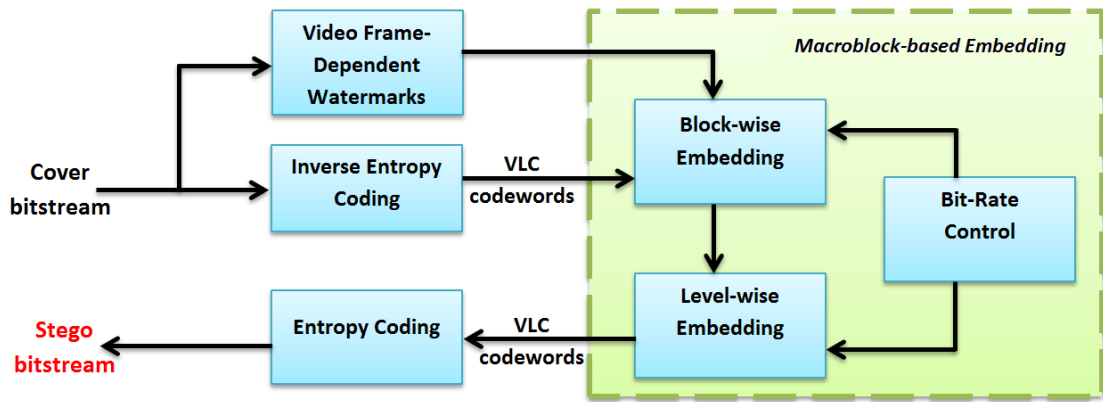 Video Frame-
Dependent
Watermarks
Macroblock-based Embedding
Block-wise
Embedding
Cover
bitstream
Inverse Entropy
Coding
VLC
codewords
Bit-Rate
Control
Level-wise
Embedding
Stego
bitstream
Entropy Coding
VLC
codewords